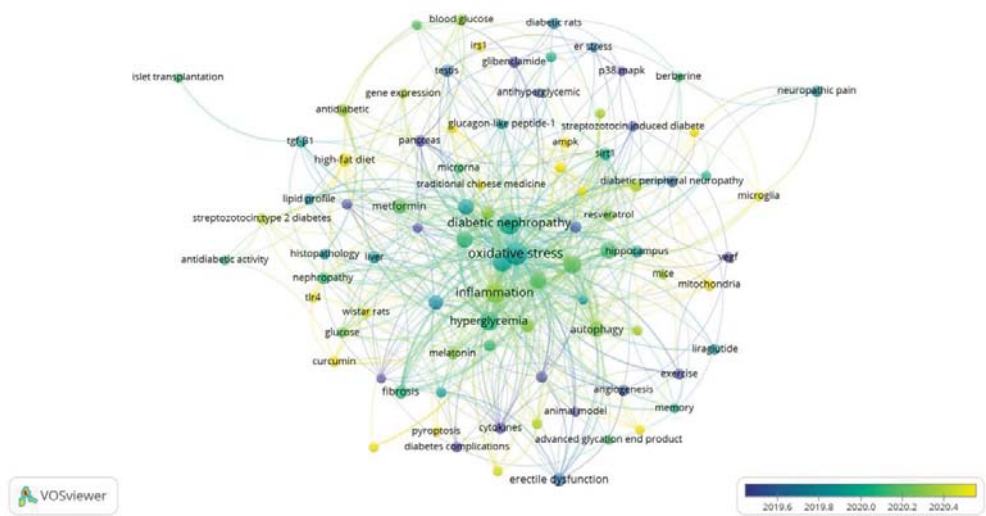 blood glucose
diabetic rats
irs1
er stress
glibenclamide
testis
p38 mapk
berberine
islet transplantation
neuropathic pain
gene expression
antihyperglycemic
antidiabetic
glucagon-like peptide-1
streptozotocin induced diabete
tgf-β1
pancreas
ampk
sirt1
high-fat diet
microrna
traditional chinese medicine
diabetic peripheral neuropathy
microglia
lipid profile
metformin
streptozotcin type 2 diabetes
diabetic nephropathy
resveratrol
histopathology
liver
oxidative stress
hippocampus
vegf
antidiabetic activity
nephropathy
mice
mitochondria
tlr4
inflammation
wistar rats
hyperglycemia
autophagy
glucose
liraglutide
curcumin
melatonin
exercise
fibrosis
angiogenesis
memory
animal model
pyroptosis
cytokines
advanced glycation end product
diabetes complications
erectile dysfunction
VOSviewer
2019.6 2019.8 2020.0 2020.2 2020.4